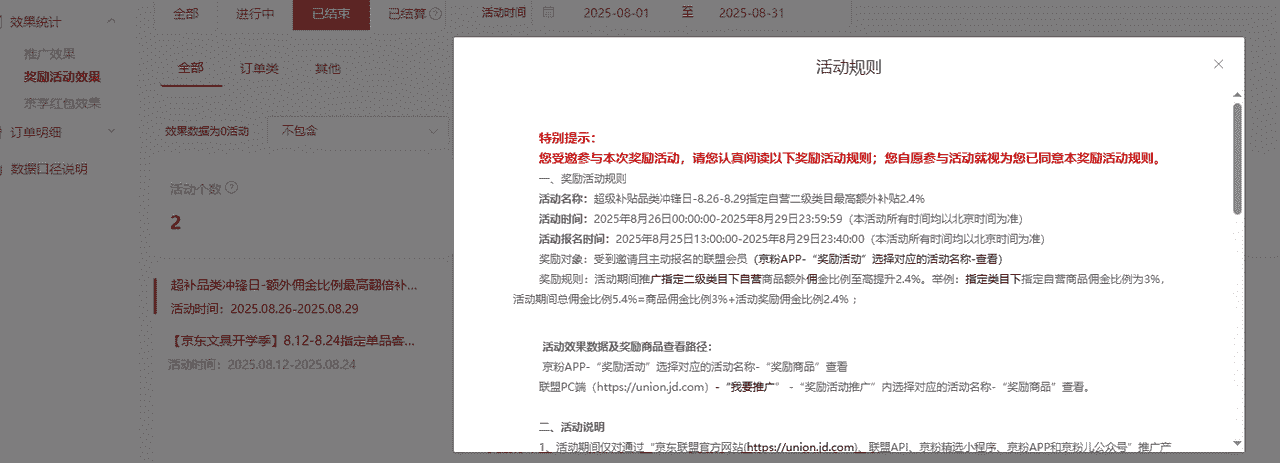 效果统计
推广效果
奖励活动效果
京享红包效果
订单明细
数据口径说明
全部 进行中 已结束 已结算 活动时间 2025-08-01 至 2025-08-31
全部 订单类 其他
效果数据为0活动 不包含
活动个数
2
超补品类冲锋日-额外佣金比例最高翻倍补...
活动时间：2025.08.26-2025.08.29
【京东文具开学季】8.12-8.24指定单品套...
活动时间：2025.08.12-2025.08.24
活动规则
特别提示：
您受邀参与本次奖励活动，请您认真阅读以下奖励活动规则；您自愿参与活动就视为您已同意本奖励活动规则。
一、奖励活动规则
活动名称：超级补贴品类冲锋日-8.26-8.29指定自营二级类目最高额外补贴2.4%
活动时间：2025年8月26日00:00:00-2025年8月29日23:59:59（本活动所有时间均以北京时间为准）
活动报名时间：2025年8月25日13:00:00-2025年8月29日23:40:00（本活动所有时间均以北京时间为准）
奖励对象：受到邀请且主动报名的联盟会员（京粉APP-“奖励活动”选择对应的活动名称-查看）
奖励规则：活动期间推广指定二级类目下自营商品额外佣金比例至高提升2.4%。举例：指定类目下指定自营商品佣金比例为3%，
活动期间总佣金比例5.4%=商品佣金比例3%+活动奖励佣金比例2.4%；
活动效果数据及奖励商品查看路径：
京粉APP-“奖励活动”选择对应的活动名称-“奖励商品”查看
联盟PC端（https://union.jd.com）-“我要推广” -“奖励活动推广”内选择对应的活动名称-“奖励商品”查看。
二、活动说明
1、活动期间仅对通过“京东联盟官方网站(https://union.jd.com)、联盟API、京粉精选小程序、京粉APP和京粉儿公众号”推广产